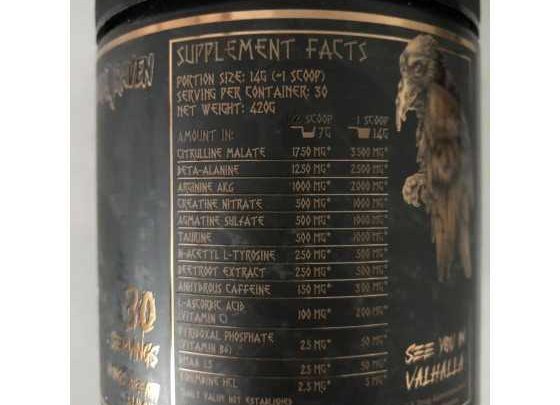 SUPPLEMENT FACTS
PORTION SIZE: 14G (~1 SCOOP)
SERVING PER CONTAINER: 30
NET WEIGHT: 420G
½ SCOOP 1 SCOOP
AMOUNT IN: 7G 14G
CITRULLINE MALATE 1750 MG* 3500 MG*
BETA-ALANINE 1250 MG* 2500 MG*
ARGININE AKG 1000 MG* 2000 MG*
CREATINE NITRATE 500 MG* 1000 MG*
AGMATINE SULFATE 500 MG* 1000 MG*
TAURINE 500 MG* 1000 MG*
N-ACETYL L-TYROSINE 250 MG* 500 MG*
BEETROOT EXTRACT 250 MG* 500 MG*
ANHYDROUS CAFFEINE 150 MG* 300 MG*
L-ASCORBIC ACID
(VITAMIN C) 100 MG* 200 MG*
PYRIDOXAL PHOSPHATE
(VITAMIN B6) 25 MG* 50 MG*
25 MG* 50 MG*
HCL 2,5 MG* 5 MG*
DAILY VALUE NOT ESTABLISHED
30
SERVINGS
SEE YOU IN
VALHALLA